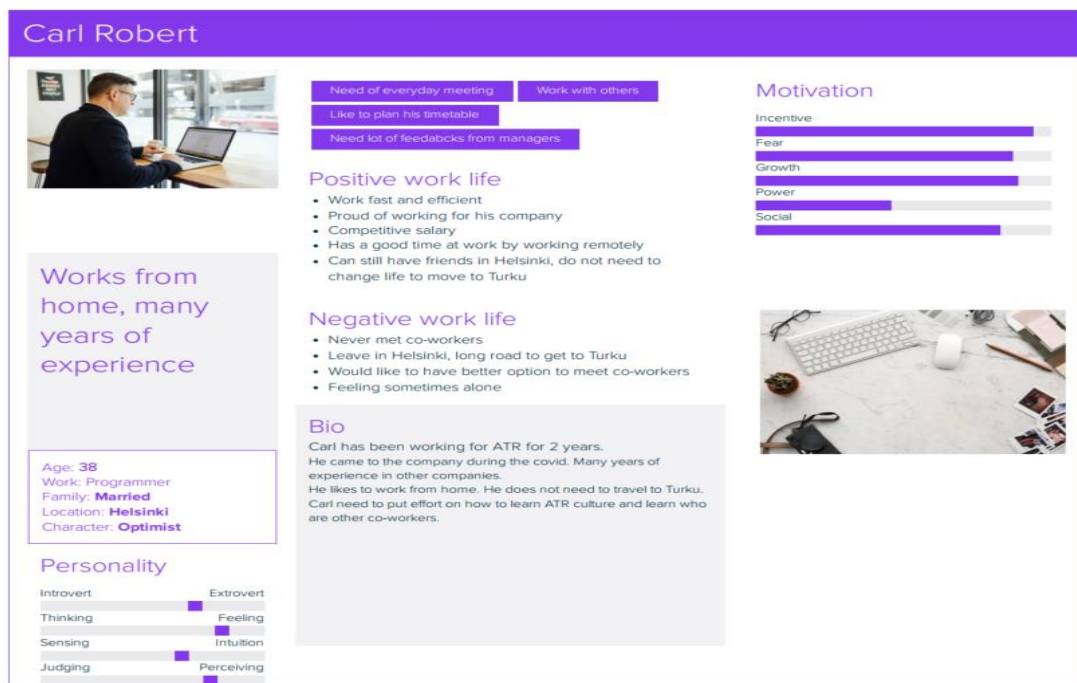 Carl Robert
Need of everyday meeting
Work with others
Like to plan his timetable
Need lot of feedabcks from managers
Positive work life
• Work fast and efficient
• Proud of working for his company
• Competitive salary
• Has a good time at work by working remotely
• Can still have friends in Helsinki, do not need to
change life to move to Turku
Negative work life
• Never met co-workers
• Leave in Helsinki, long road to get to Turku
• Would like to have better option to meet co-workers
• Feeling sometimes alone
Bio
Carl has been working for ATR for 2 years.
He came to the company during the covid. Many years of
experience in other companies.
He likes to work from home. He does not need to travel to Turku.
Carl need to put effort on how to learn ATR culture and learn who
are other co-workers.
Works from
home, many
years of
experience
Age: 38
Work: Programmer
Family: Married
Location: Helsinki
Character: Optimist
Personality
Introvert Extrovert
Thinking Feeling
Sensing Intuition
Judging Perceiving
Motivation
Incentive
Fear
Growth
Power
Social